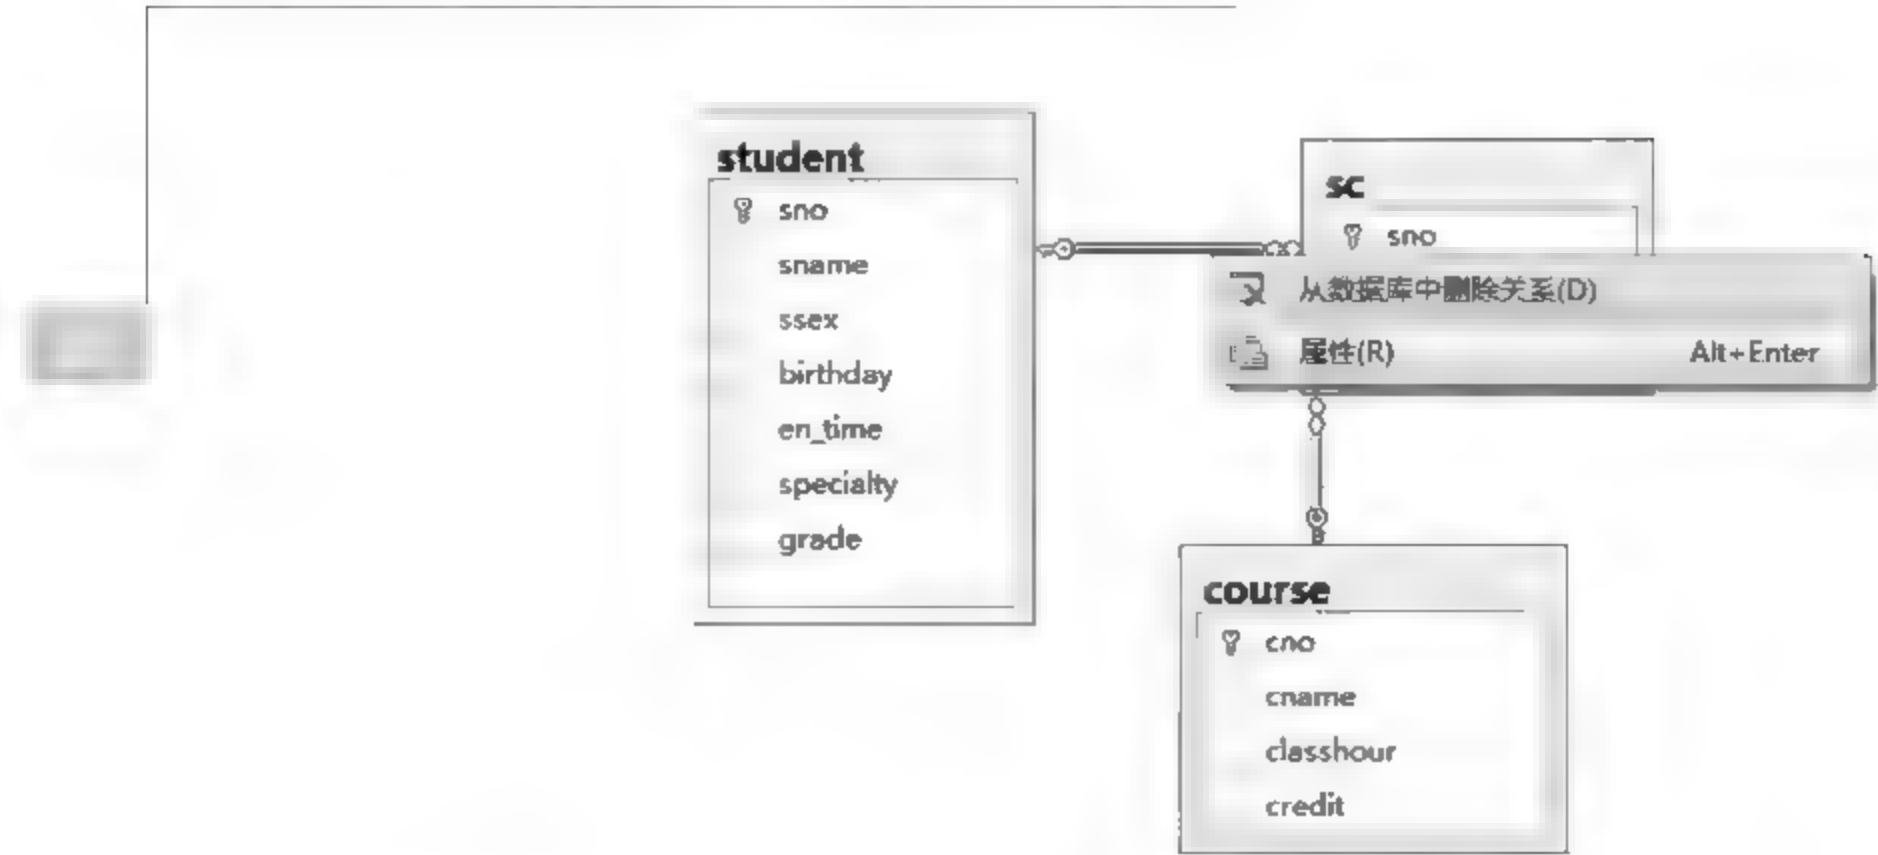 student
sno
sname
ssex
birthday
en_time
specialty
grade
sc
sno
从数据库中删除关系(D)
属性(R) Alt+Enter
course
cno
cname
classhour
credit